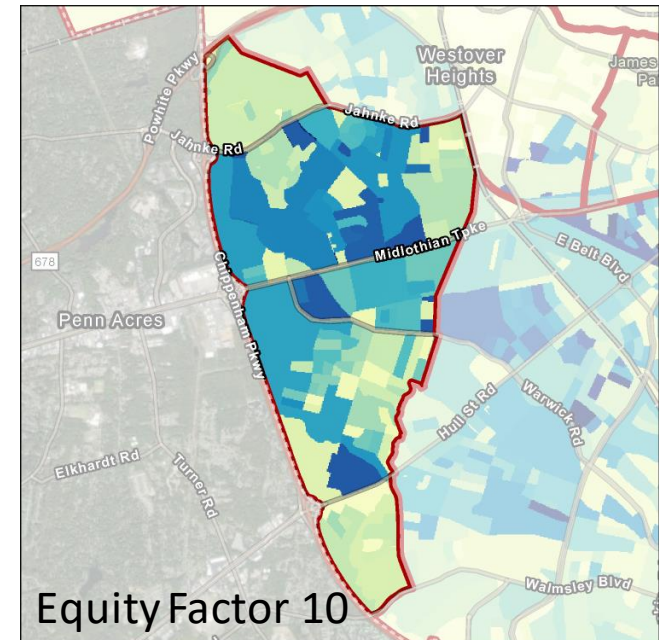 Westover
Heights
James
Pa
Powhite Pkwy
Jahnke Rd
Jahnke Rd
Midlothian Tpke
E Belt Blvd
678
Chippenham Pkwy
Penn Acres
Hull St Rd
Warwick Rd
Elkhardt Rd
Turner Rd
Walmsley Blvd
Equity Factor 10